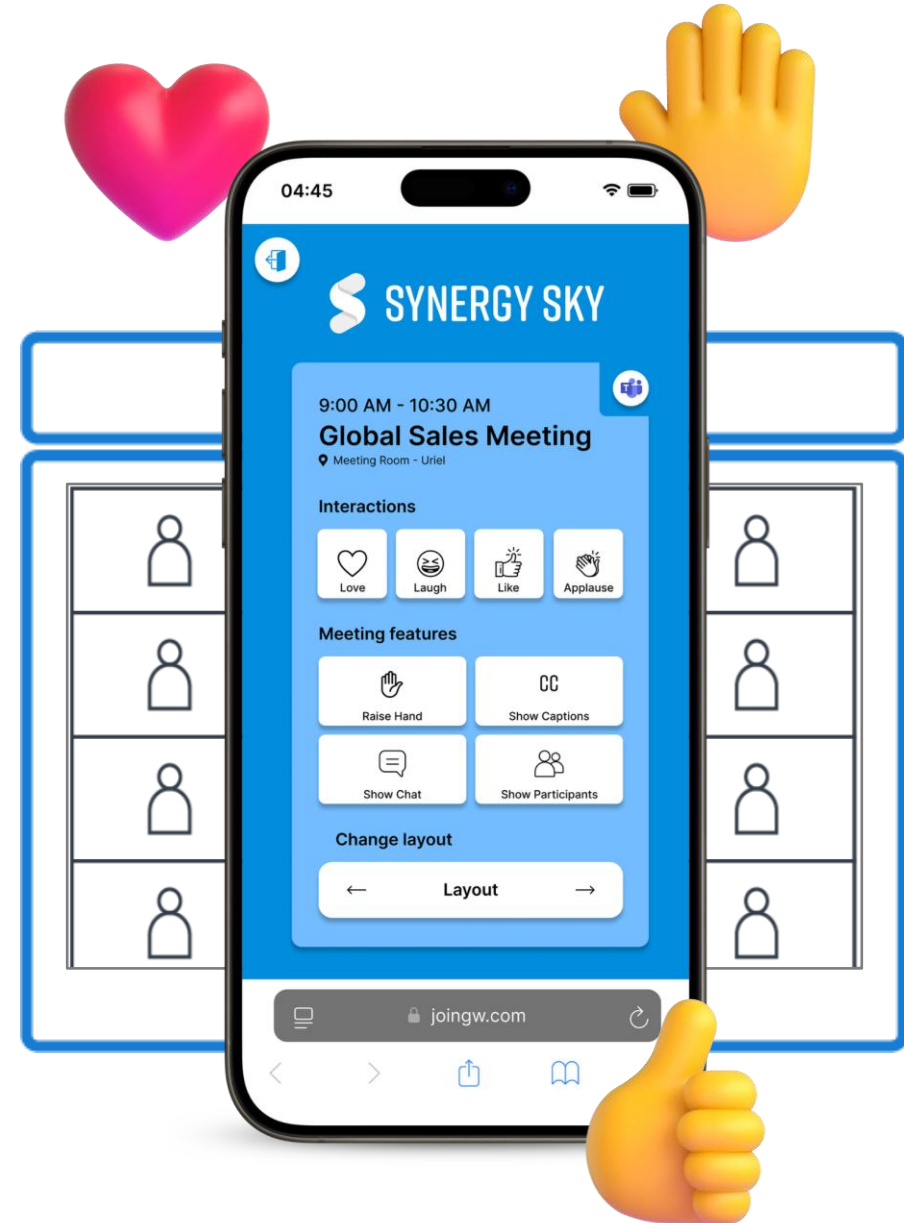 04:45
SYNERGY SKY
9:00 AM - 10:30 AM
Global Sales Meeting
Meeting Room - Uriel
Interactions
Love Laugh Like Applause
Meeting features
CC
Raise Hand Show Captions
Show Chat Show Participants
Change layout
← Layout →
joingw.com